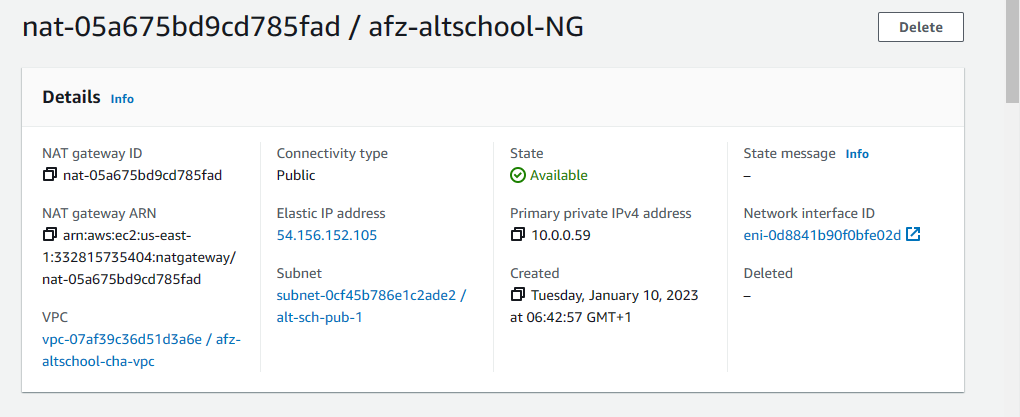 nat-05a675bd9cd785fad / afz-altschool-NG
Delete
Details Info
NAT gateway ID
nat-05a675bd9cd785fad
NAT gateway ARN
arn:aws:ec2:us-east-
1:332815735404:natgateway/
nat-05a675bd9cd785fad
VPC
vpc-07af39c36d51d3a6e / afz-
altschool-cha-vpc
Connectivity type
Public
Elastic IP address
54.156.152.105
Subnet
subnet-0cf45b786e1c2ade2 /
alt-sch-pub-1
State
Available
Primary private IPv4 address
10.0.0.59
Created
Tuesday, January 10, 2023
at 06:42:57 GMT+1
State message Info
–
Network interface ID
eni-0d8841b90f0bfe02d
Deleted
–